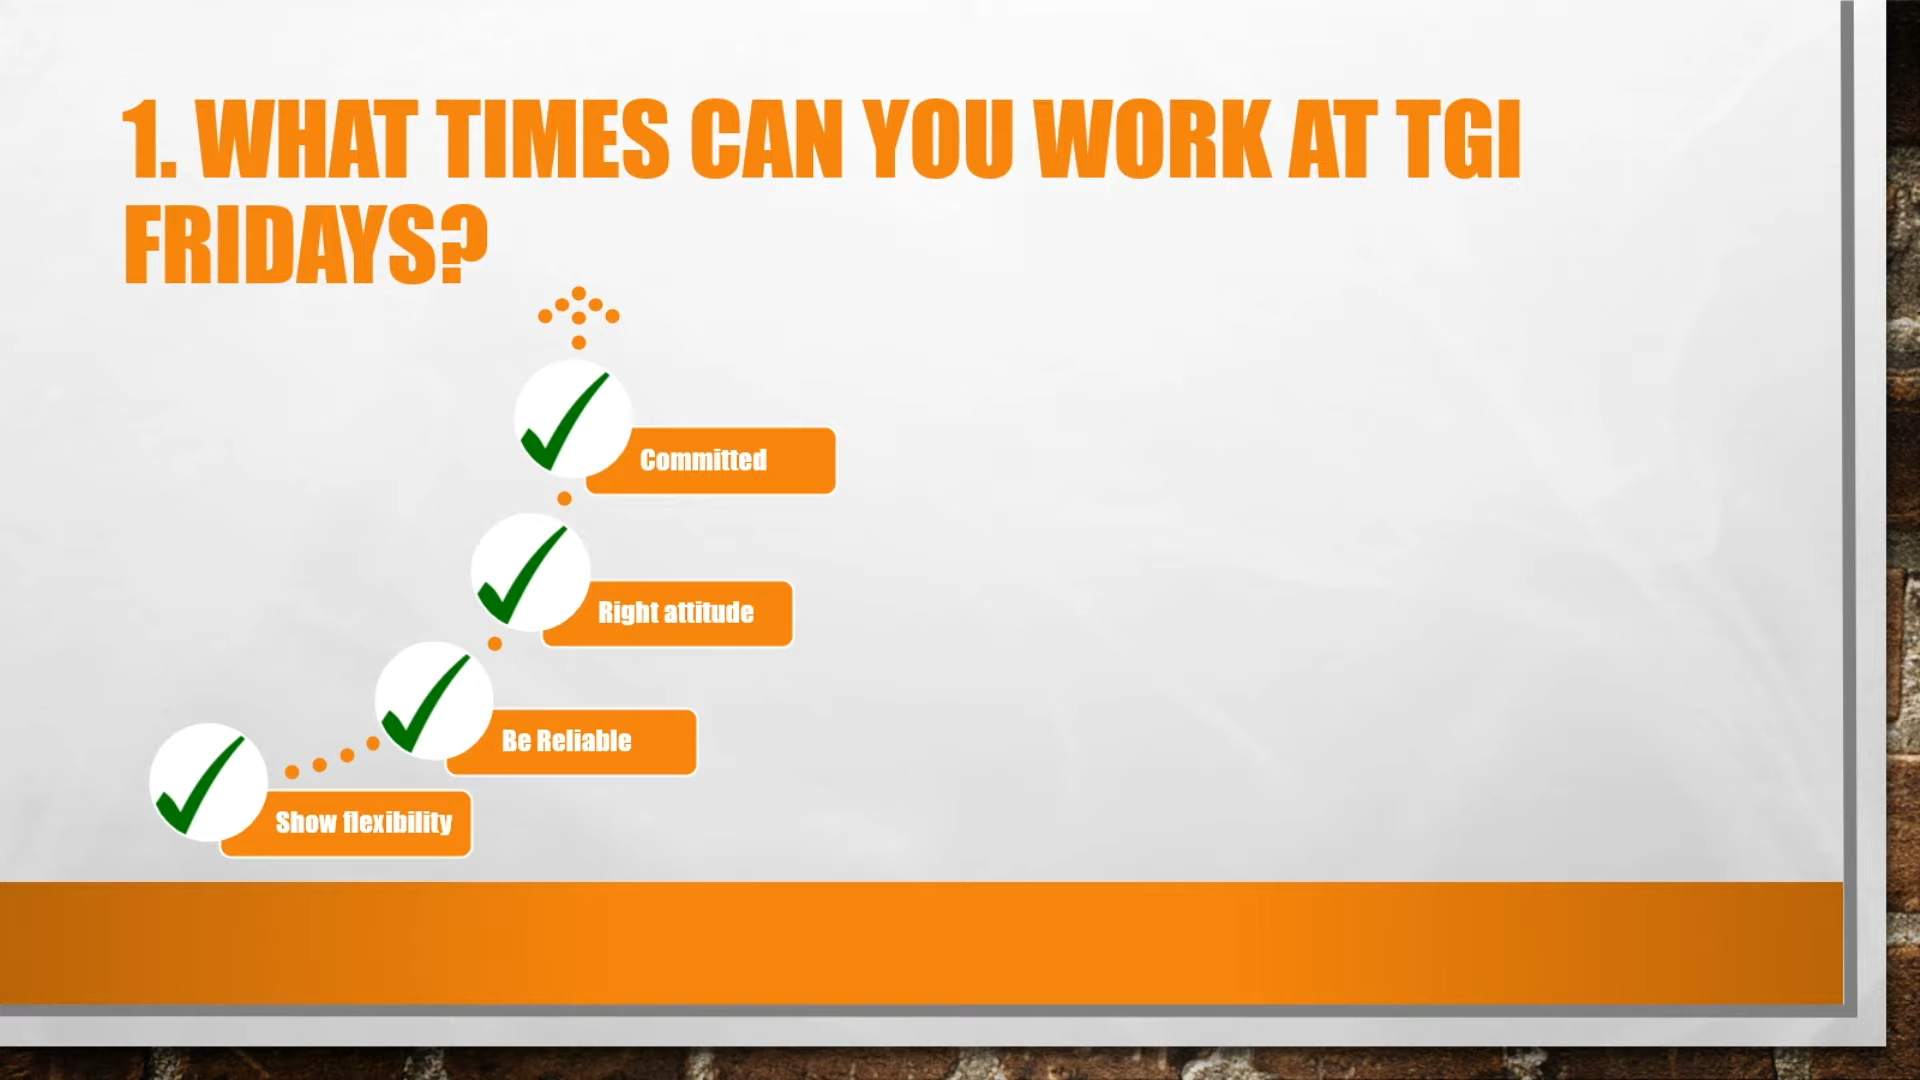 1. WHAT TIMES CAN YOU WORK AT TGI
FRIDAYS?
Committed
Right attitude
Be Reliable
Show flexibility